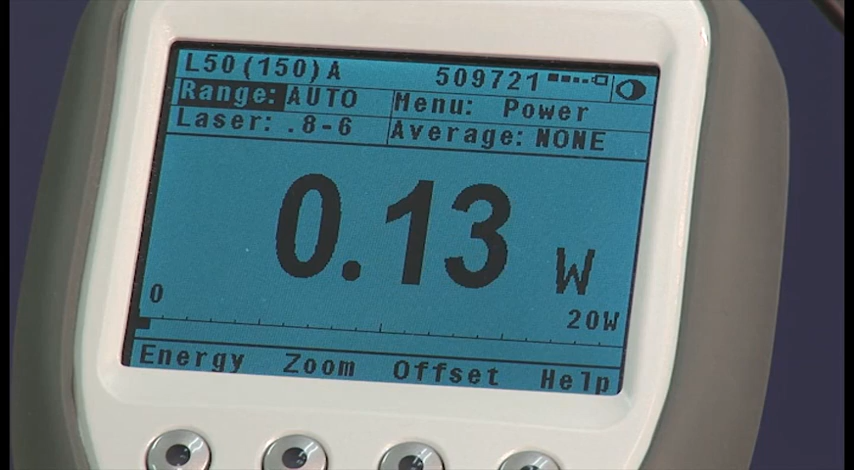 L50(150)A 509721
Range: AUTO Menu: Power
Laser: .8-6 Average: NONE
0.13 W
0 20W
Energy Zoom Offset Help